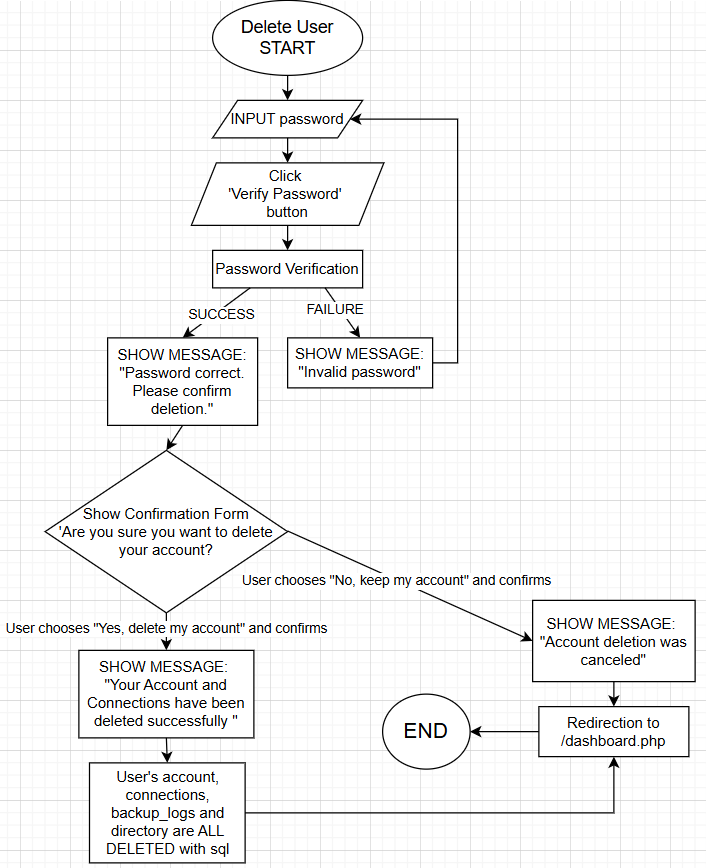 Delete User
START
INPUT password
Click
'Verify Password'
button
Password Verification
SUCCESS
FAILURE
SHOW MESSAGE:
"Password correct.
Please confirm
deletion."
SHOW MESSAGE:
"Invalid password"
Show Confirmation Form
'Are you sure you want to delete
your account?
User chooses "No, keep my account" and confirms
User chooses "Yes, delete my account" and confirms
SHOW MESSAGE:
"Account deletion was
canceled"
SHOW MESSAGE:
"Your Account and
Connections have been
deleted successfully "
END
Redirection to
/dashboard.php
User's account,
connections,
backup_logs and
directory are ALL
DELETED with sql